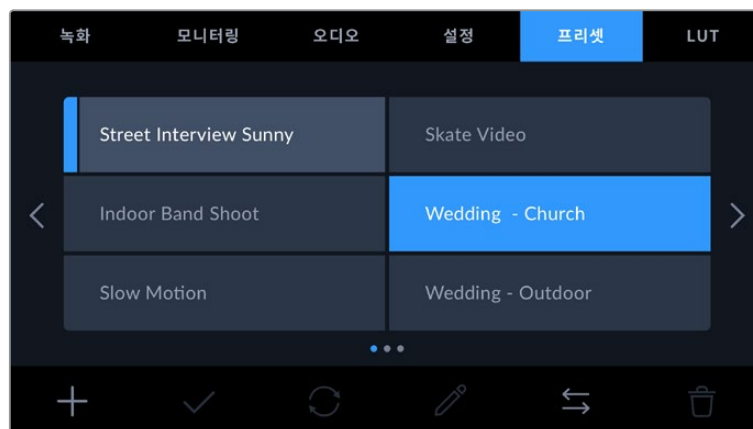 녹화 모니터링 오디오 설정 프리셋 LUT
Street Interview Sunny Skate Video
Indoor Band Shoot Wedding - Church
Slow Motion Wedding - Outdoor